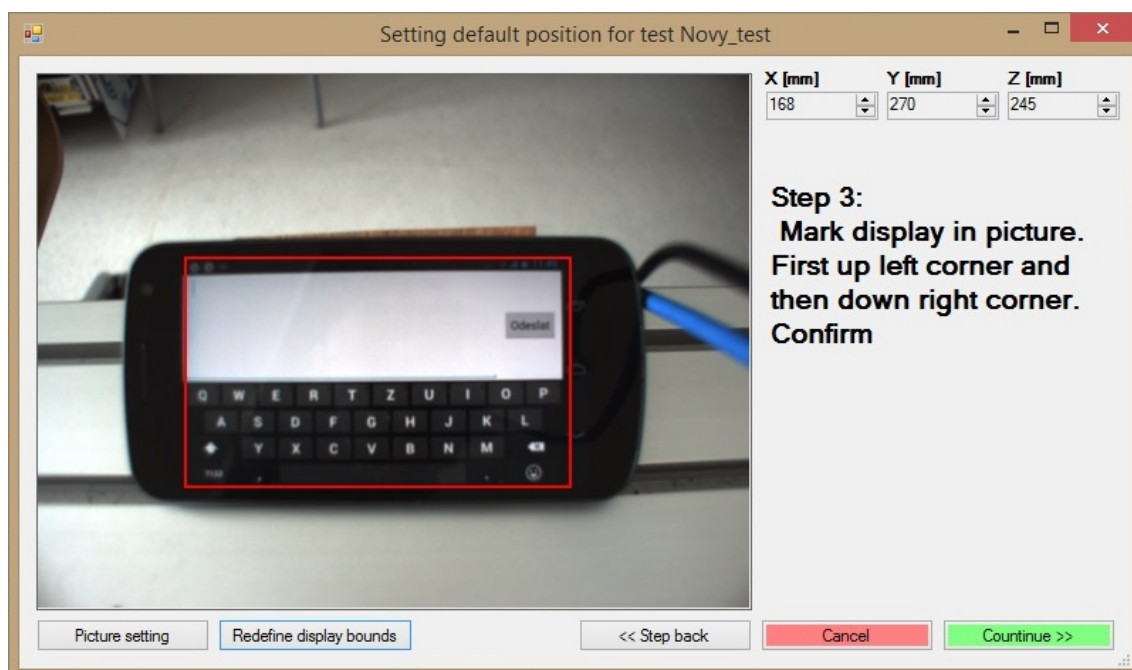 Setting default position for test Novy_test
X [mm] Y [mm] Z [mm]
168 270 245
Step 3:
Mark display in picture.
First up left corner and
then down right corner.
Confirm
Odeslat
Q W E R T Z U I O P
A S D F G H J K L
Y X C V B N M
?123 , .
Picture setting Redefine display bounds << Step back Cancel Countinue >>